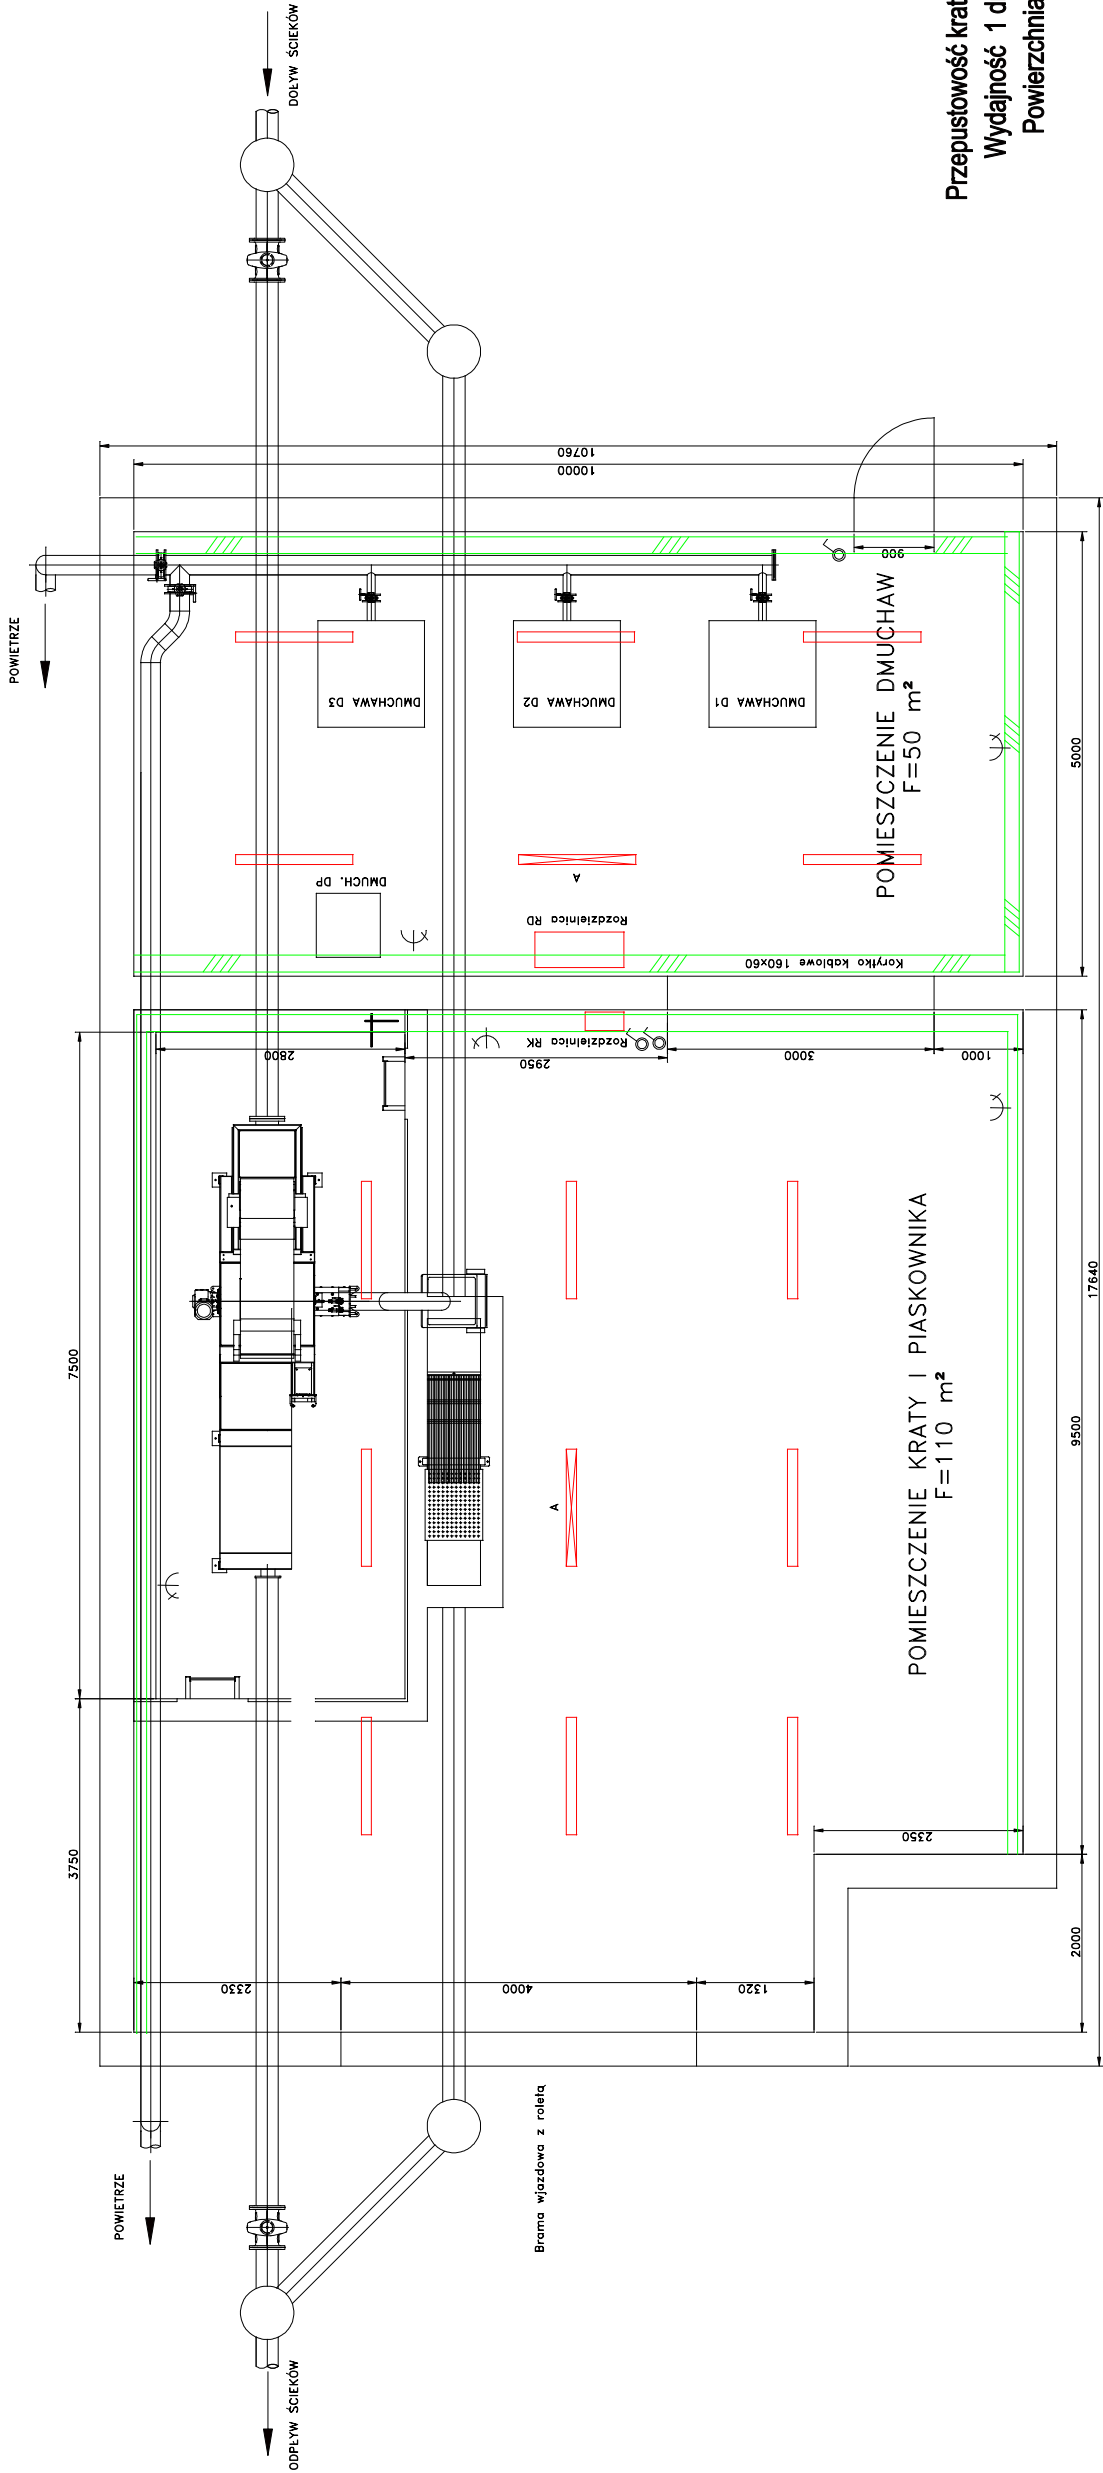 DOŁYW ŚCIEKÓW
Przepustowość krat
Wydajność 1 d
Powierzchnia
POWIETRZE
10760
10000
900
DMUCHAWA D3
DMUCHAWA D2
DMUCHAWA D1
POMIESZCZENIE DMUCHAW
F=50 m²
5000
DMUCH. DP
A
Rozdzielnica RD
Korytko kablowe 160x60
2800
2950
Rozdzielnica RK
3000
1000
7500
A
POMIESZCZENIE KRATY I PIASKOWNIKA
F=110 m²
9500
17640
3750
2350
2330
4000
1320
2000
Brama wjazdowa z roletą
POWIETRZE
ODPŁYW ŚCIEKÓW